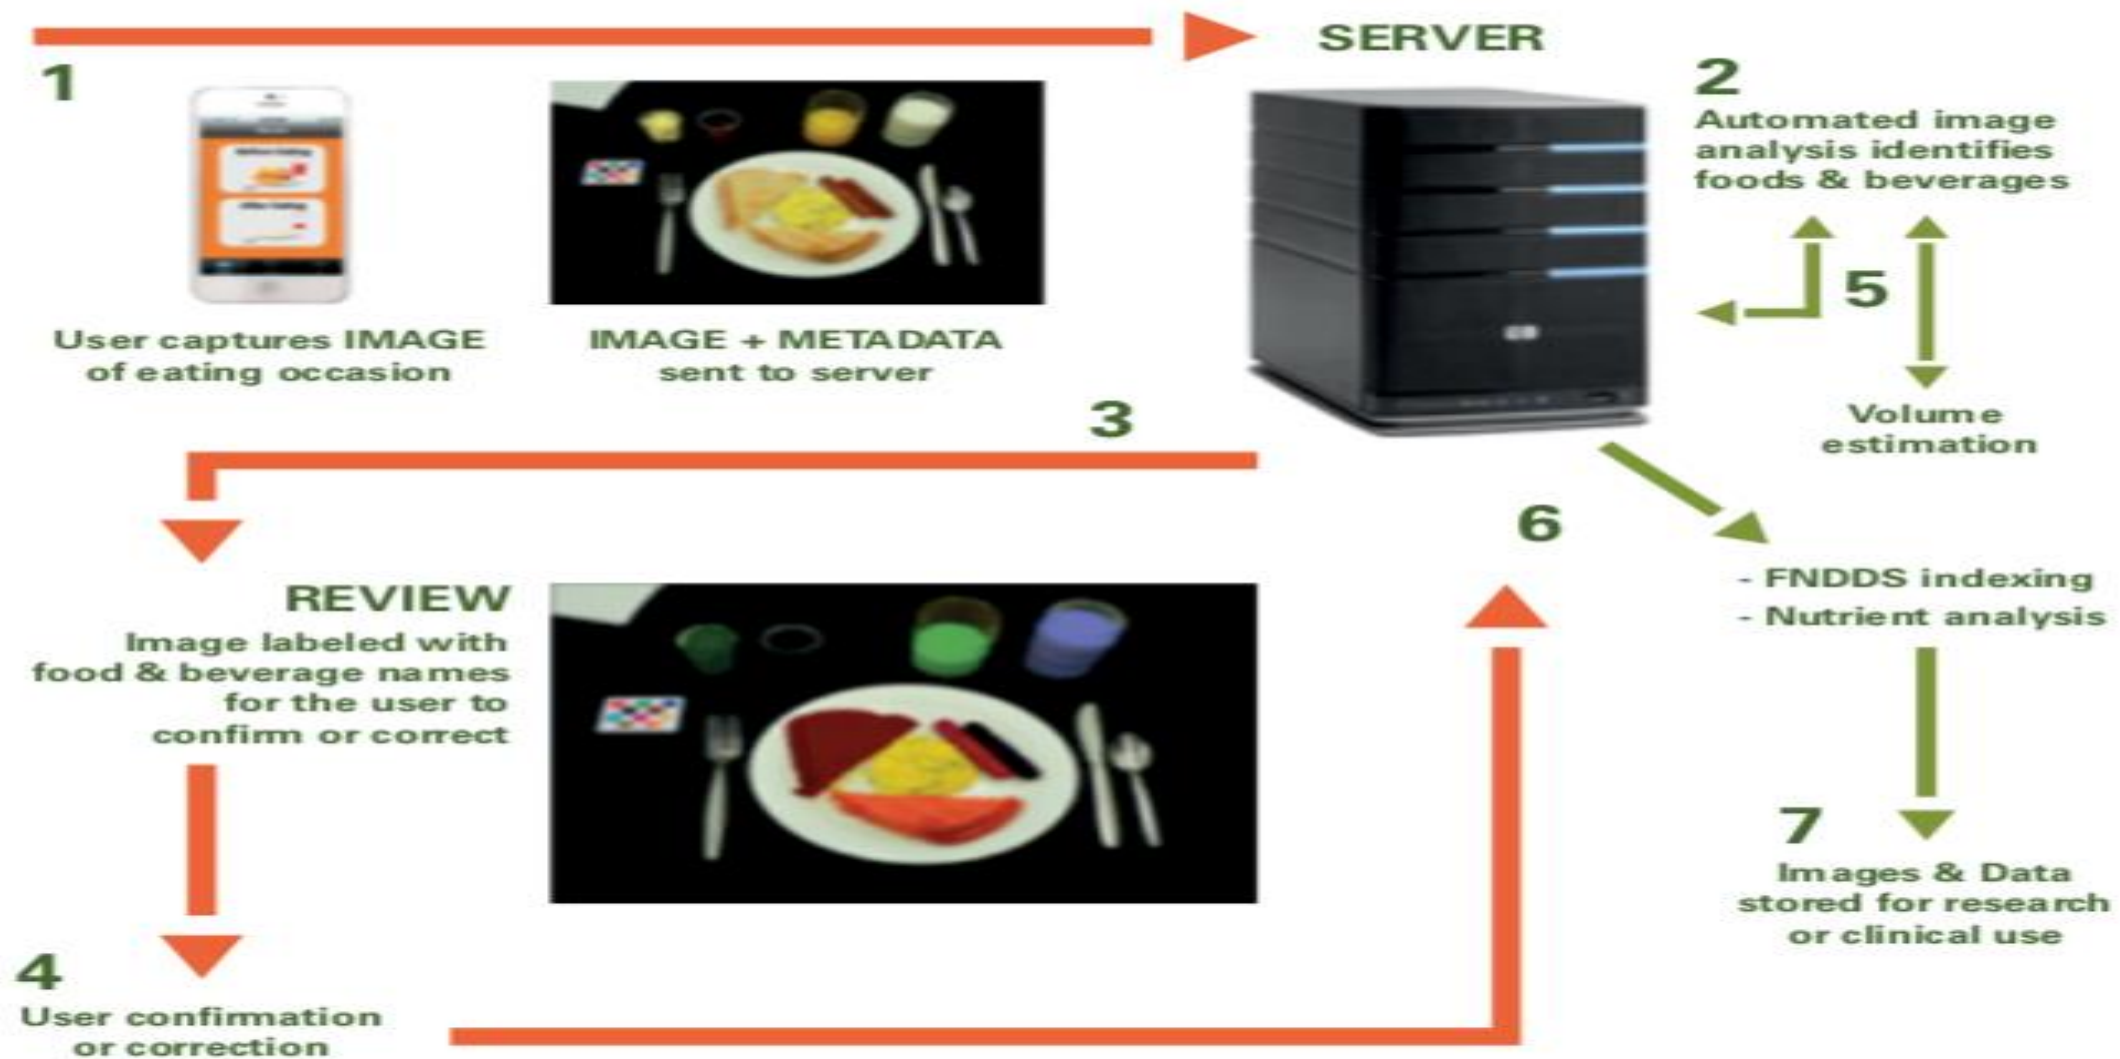 SERVER
1
2
Automated image
analysis identifies
foods & beverages
User captures IMAGE
of eating occasion
IMAGE + METADATA
sent to server
5
Volume
estimation
3
6
- FNDDS indexing
- Nutrient analysis
REVIEW
Image labeled with
food & beverage names
for the user to
confirm or correct
7
Images & Data
stored for research
or clinical use
4
User confirmation
or correction